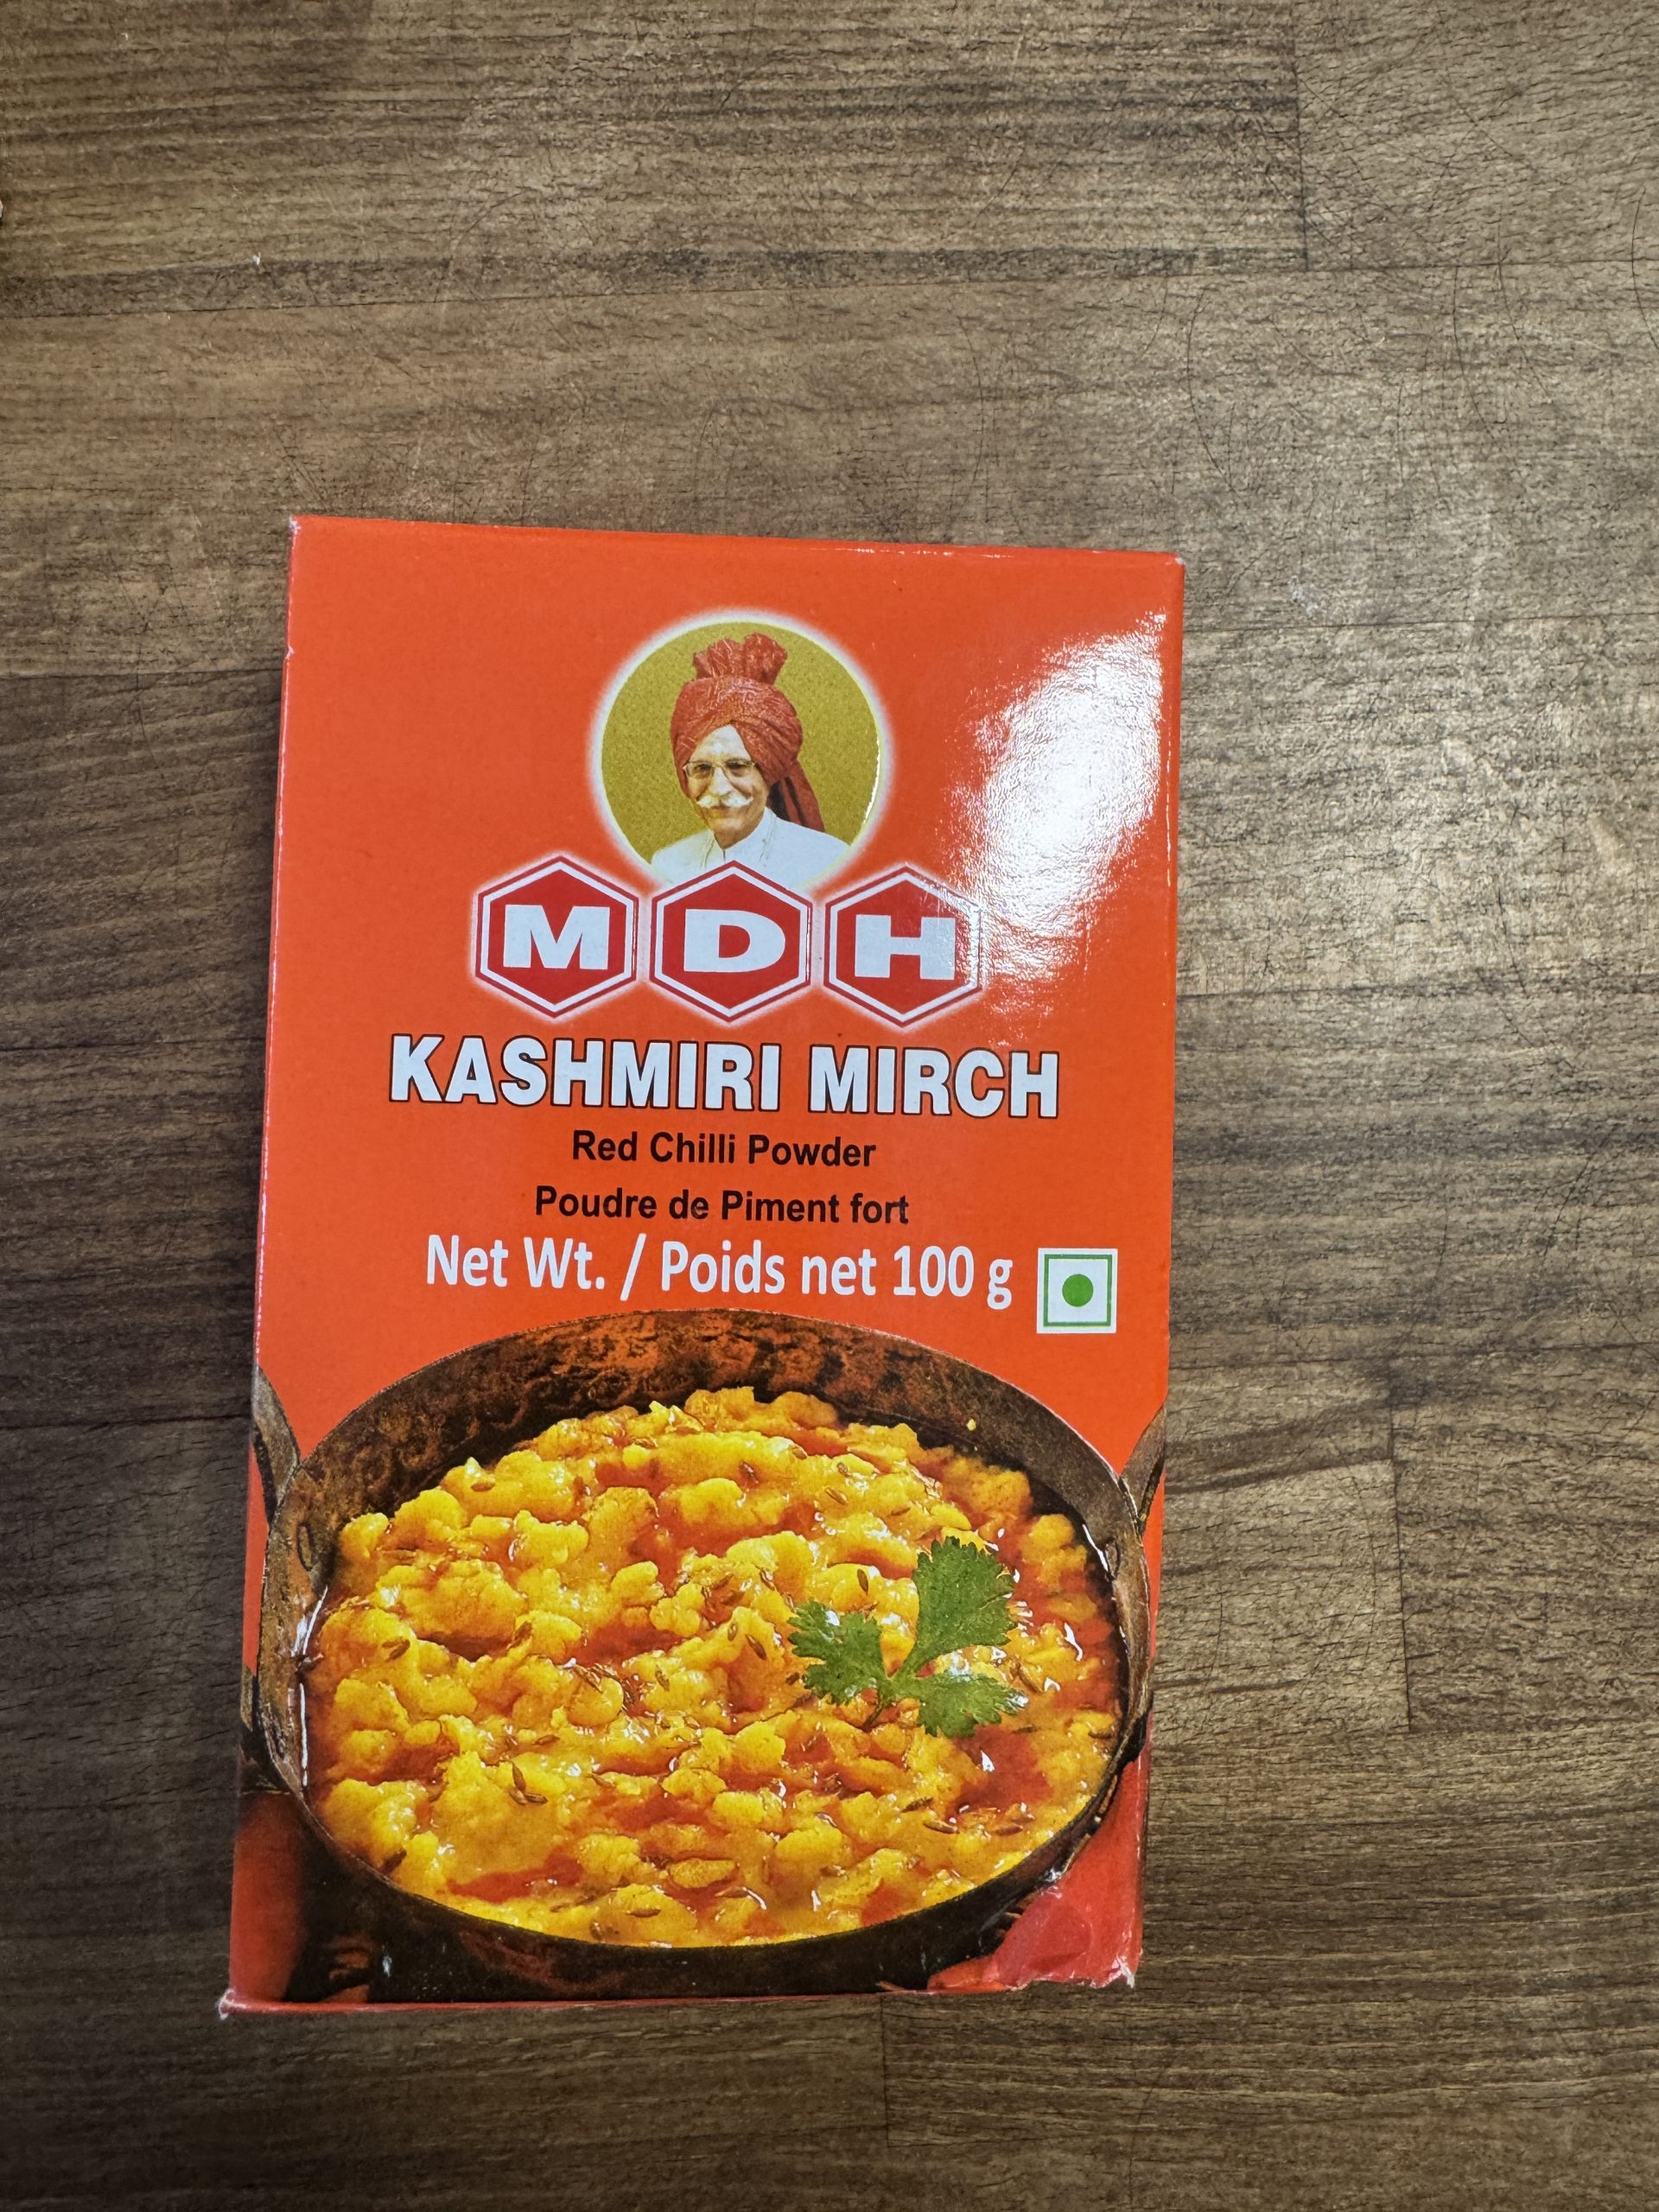 MDH
KASHMIRI MIRCH
Red Chilli Powder
Poudre de Piment fort
Net Wt. / Poids net 100 g